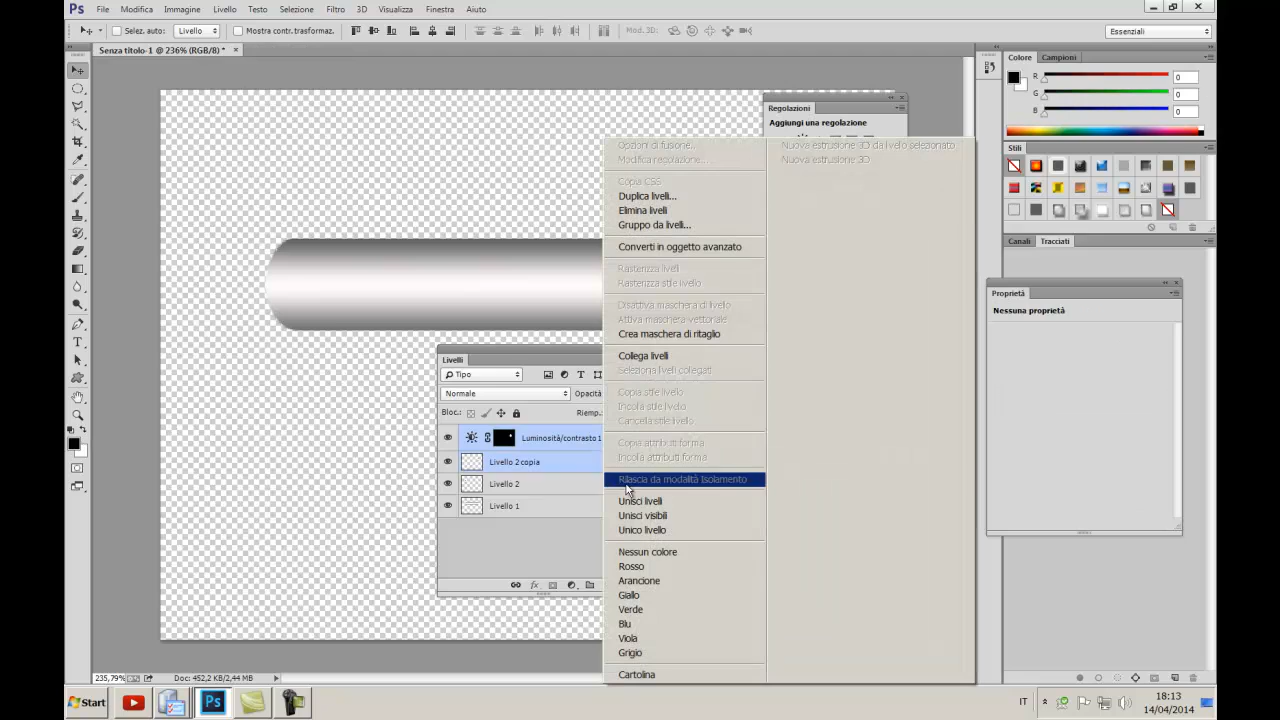 Ps File Modifica Immagine Livello Testo Selezione Filtro 3D Visualizza Finestra Aiuto
Selez. auto: Livello Mostra contr.trasformaz. Mod. 3D: Essenziali
Senza titolo-1 @ 236% (RGB/8) * ×
Colore Campioni
R 0
G 0
B 0
Regolazioni
Aggiungi una regolazione
Stili
Canali Tracciati
Proprietà
Nessuna proprietà
Opzioni di fusione...
Modifica regolazione...
Copia CSS
Duplica livelli...
Elimina livelli
Gruppo da livelli...
Converti in oggetto avanzato
Rasterizza livelli
Rasterizza stile livello
Disattiva maschera di livello
Attiva maschera vettoriale
Crea maschera di ritaglio
Collega livelli
Seleziona livelli collegati
Copia stile livello
Incolla stile livello
Cancella stile livello
Copia attributi forma
Incolla attributi forma
Rilascia da modalità Isolamento
Unisci livelli
Unisci visibili
Unico livello
Nessun colore
Rosso
Arancione
Giallo
Verde
Blu
Viola
Grigio
Cartolina
Nuova estrusione 3D da livello selezionato
Nuova estrusione 3D
Livelli
Tipo
Normale Opacità
Bloc.: Riemp.
Luminosità/contrasto 1
Livello 2 copia
Livello 2
Livello 1
235,79% Doc: 452,2 KB/2,44 MB
Start Ps IT 18:13
14/04/2014